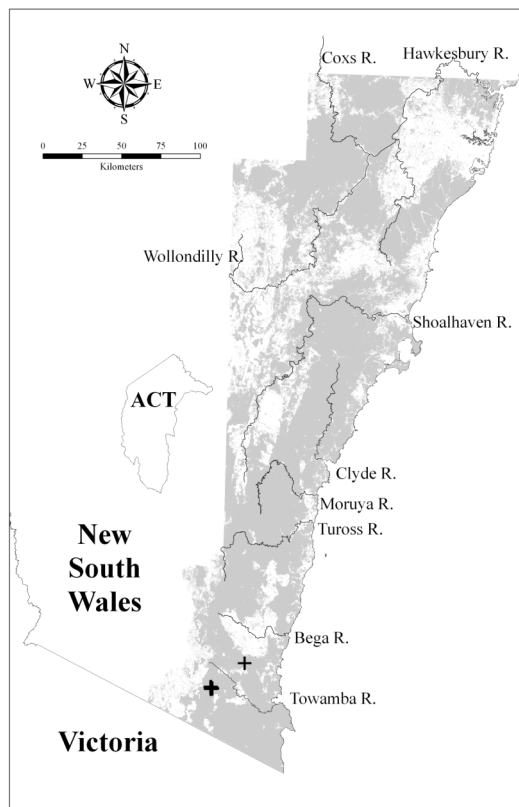 Coxs R.
Hawkesbury R.
N
W
E
S
0 25 50 75 100
Kilometers
Wollondilly R.
Shoalhaven R.
ACT
Clyde R.
Moruya R.
Tuross R.
New
South
Wales
Bega R.
Towamba R.
Victoria